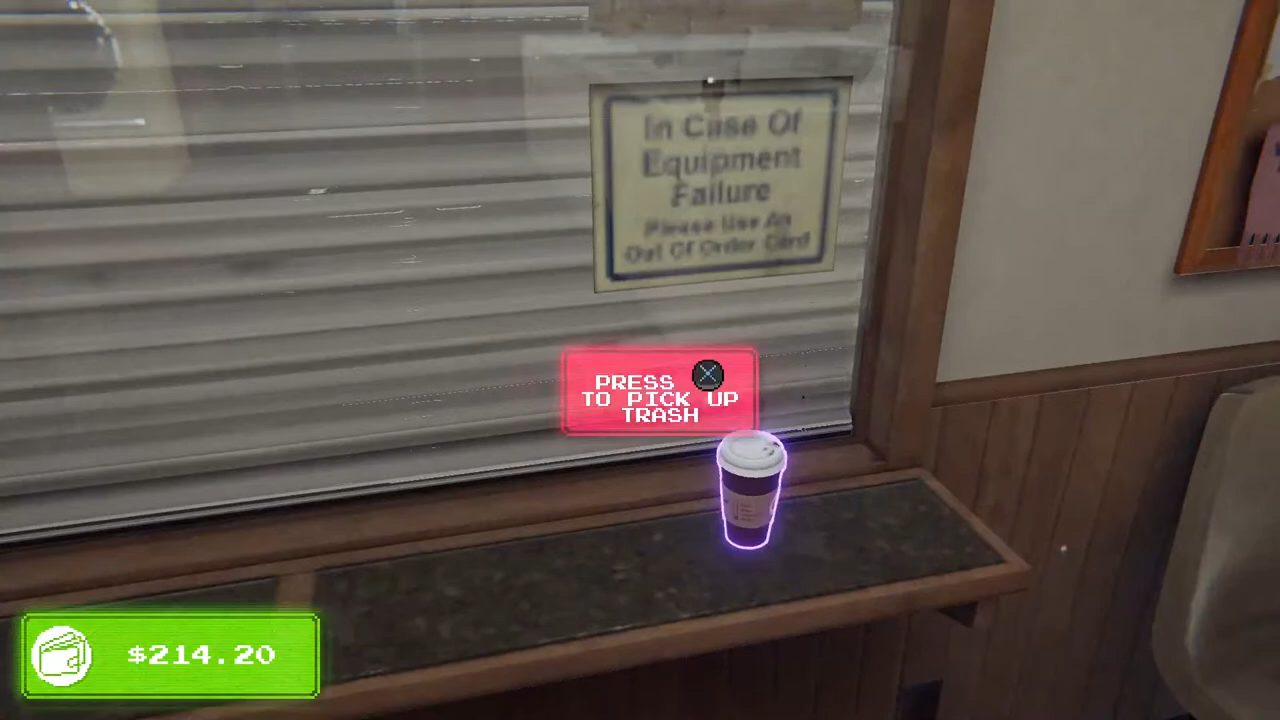 In Case Of
Equipment
Failure
Please Use An
Out Of Order Card
PRESS
TO PICK UP
TRASH
$214.20